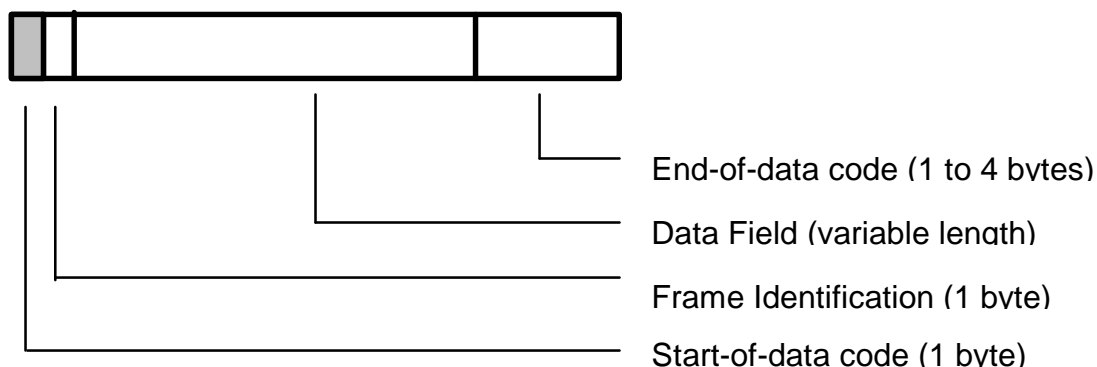 End-of-data code (1 to 4 bytes)
Data Field (variable length)
Frame Identification (1 byte)
Start-of-data code (1 byte)